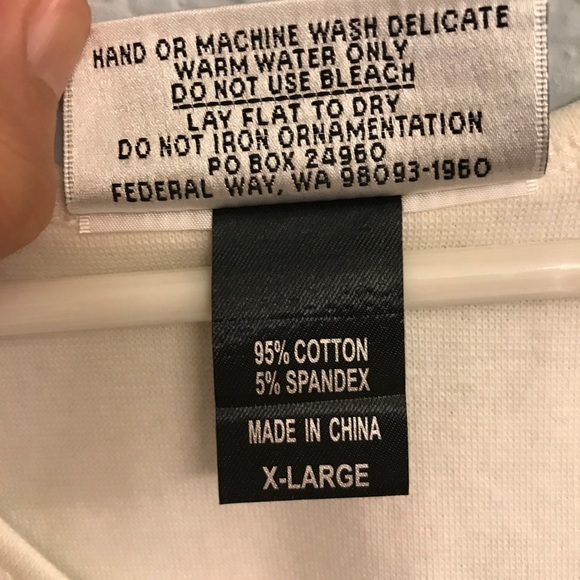 HAND OR MACHINE WASH DELICATE
WARM WATER ONLY
DO NOT USE BLEACH
LAY FLAT TO DRY
DO NOT IRON ORNAMENTATION
PO BOX 24960
FEDERAL WAY, WA 98093-1960
95% COTTON
5% SPANDEX
MADE IN CHINA
X-LARGE